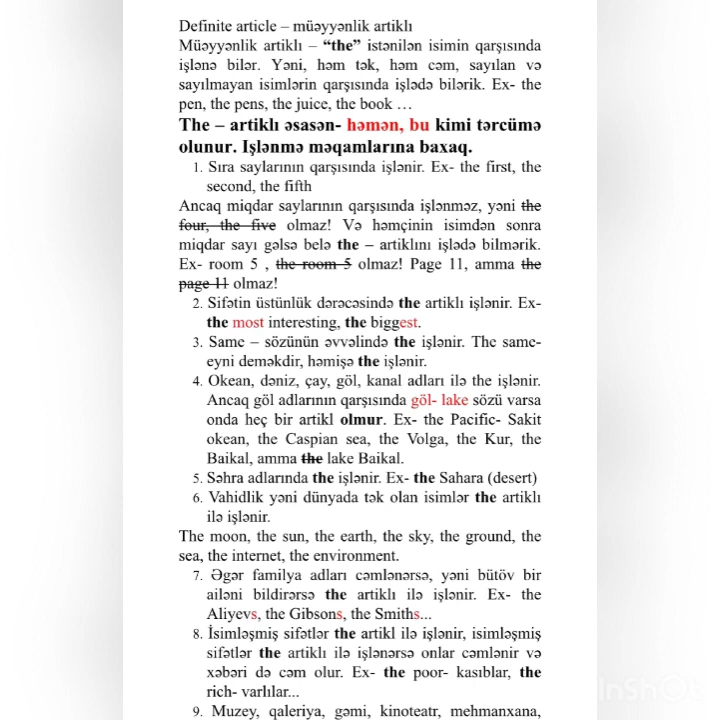 Definite article – müəyyənlik artiklı
Müəyyənlik artiklı – “the” istənilən isimin qarşısında
işlənə bilər. Yəni, həm tək, həm cəm, sayılan və
sayılmayan isimlərin qarşısında işlədə bilərik. Ex- the
pen, the pens, the juice, the book …
The – artiklı əsasən- həmən, bu kimi tərcümə
olunur. Işlənmə məqamlarına baxaq.
1. Sıra saylarının qarşısında işlənir. Ex- the first, the
second, the fifth
Ancaq miqdar saylarının qarşısında işlənməz, yəni the
four, the five olmaz! Və həmçinin isimdən sonra
miqdar sayı gəlsə belə the – artiklını işlədə bilmərik.
Ex- room 5 , the room 5 olmaz! Page 11, amma the
page 11 olmaz!
2. Sifətin üstünlük dərəcəsində the artiklı işlənir. Ex-
the most interesting, the biggest.
3. Same – sözünün əvvəlində the işlənir. The same-
eyni deməkdir, həmişə the işlənir.
4. Okean, dəniz, çay, göl, kanal adları ilə the işlənir.
Ancaq göl adlarının qarşısında göl- lake sözü varsa
onda heç bir artikl olmur. Ex- the Pacific- Sakit
okean, the Caspian sea, the Volga, the Kur, the
Baikal, amma the lake Baikal.
5. Səhra adlarında the işlənir. Ex- the Sahara (desert)
6. Vahidlik yəni dünyada tək olan isimlər the artiklı
ilə işlənir.
The moon, the sun, the earth, the sky, the ground, the
sea, the internet, the environment.
7. Əgər familya adları cəmlənərsə, yəni bütöv bir
ailəni bildirərsə the artiklı ilə işlənir. Ex- the
Aliyevs, the Gibsons, the Smiths...
8. İsimləşmiş sifətlər the artikl ilə işlənir, isimləşmiş
sifətlər the artiklı ilə işlənərsə onlar cəmlənir və
xəbəri də cəm olur. Ex- the poor- kasıblar, the
rich- varlılar...
9. Muzey, qaleriya, gəmi, kinoteatr, mehmanxana,
InShOt